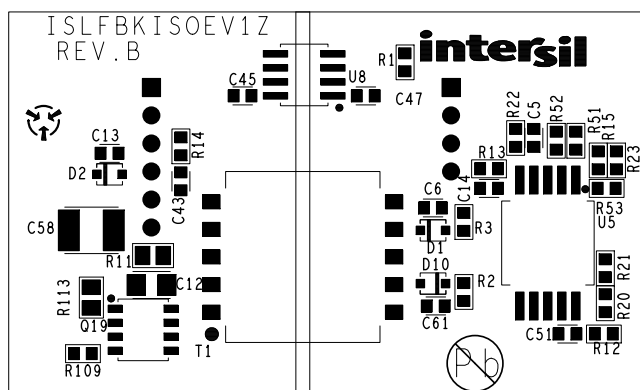 ISLFBKISOEV1Z
REV.B
intersil
R1
C45
U8
C47
R22
C5
R52
R51
R15
R23
C13
R14
D2
C43
R13
C14
C6
R53
U5
C58
R3
D1
R11
D10
R21
R113
C12
R2
R20
Q19
C61
C51
R12
T1
R109
Pb